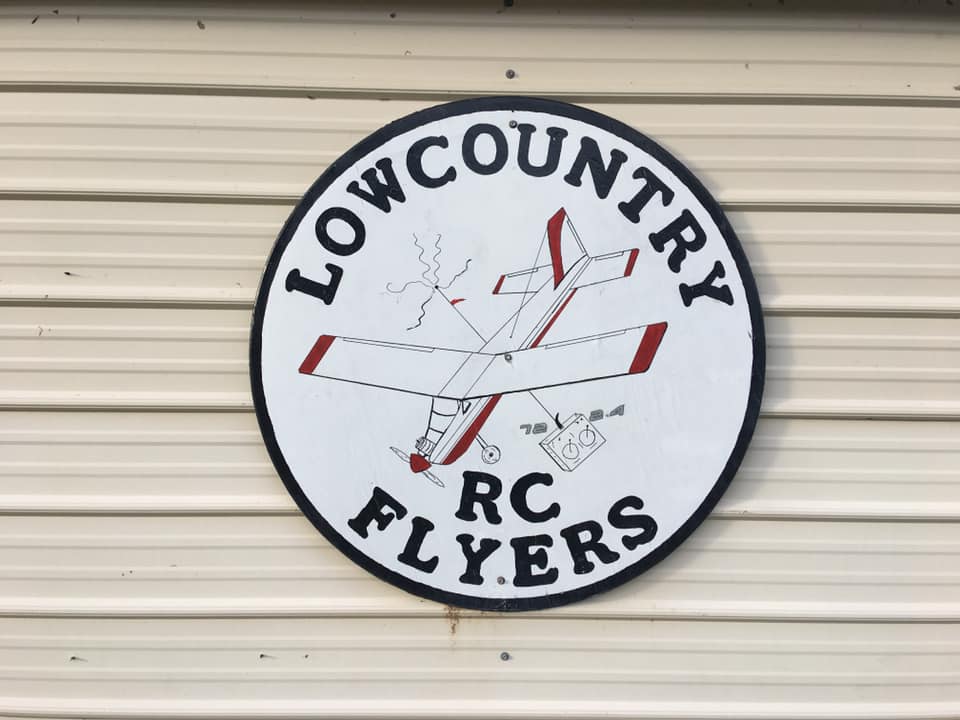 LOWCOUNTRY
72 2.4
RC
FLYERS